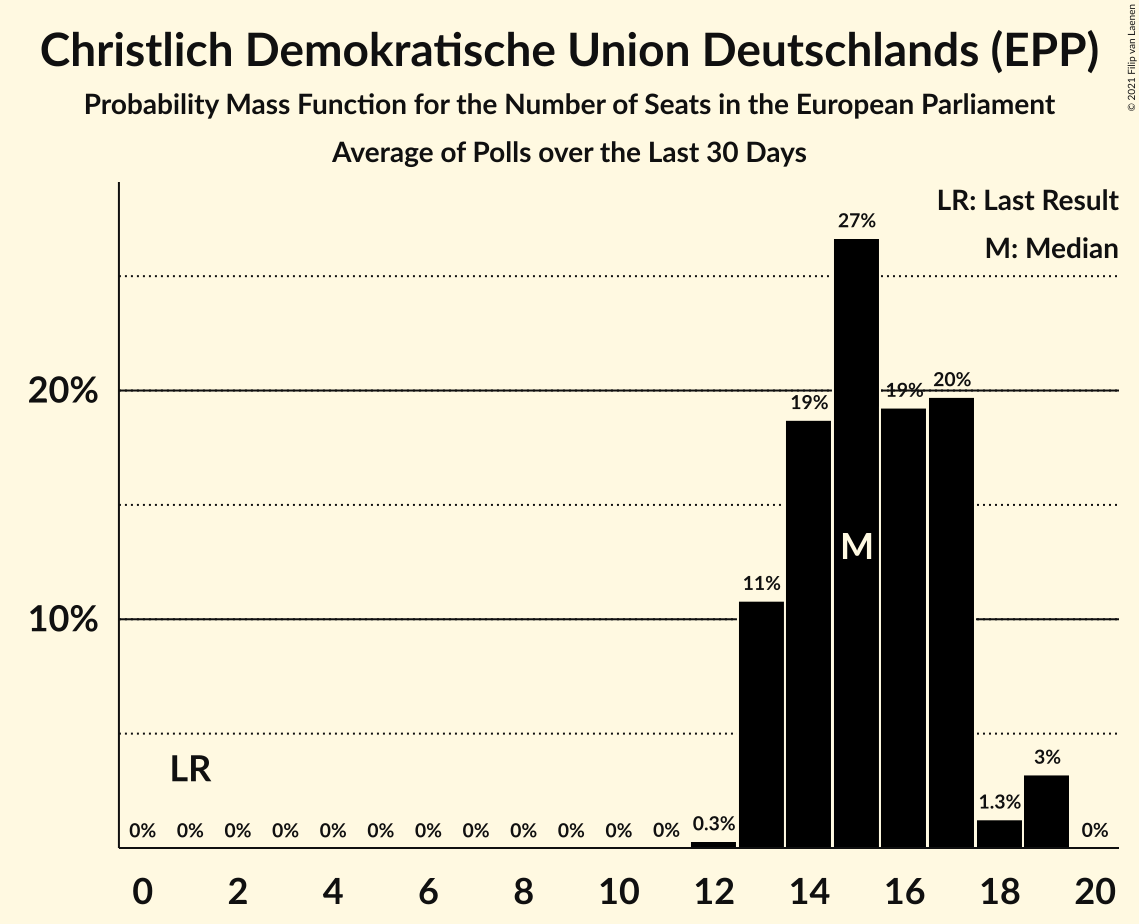 Christlich Demokratische Union Deutschlands (EPP)
Probability Mass Function for the Number of Seats in the European Parliament
Average of Polls over the Last 30 Days
© 2021 Filip van Laenen
LR: Last Result
M: Median
27%
20%
19% 19% 20%
M
11%
10%
LR
3%
1.3%
0% 0% 0% 0% 0% 0% 0% 0% 0% 0% 0% 0% 0.3% 0%
0 2 4 6 8 10 12 14 16 18 20